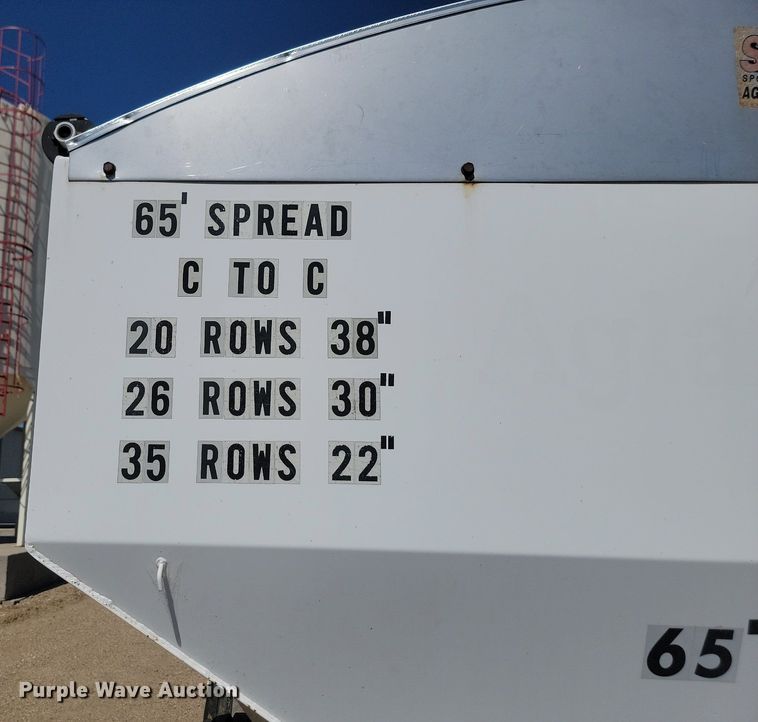 65' SPREAD
C TO C
20 ROWS 38"
26 ROWS 30"
35 ROWS 22"
65'
Purple Wave Auction